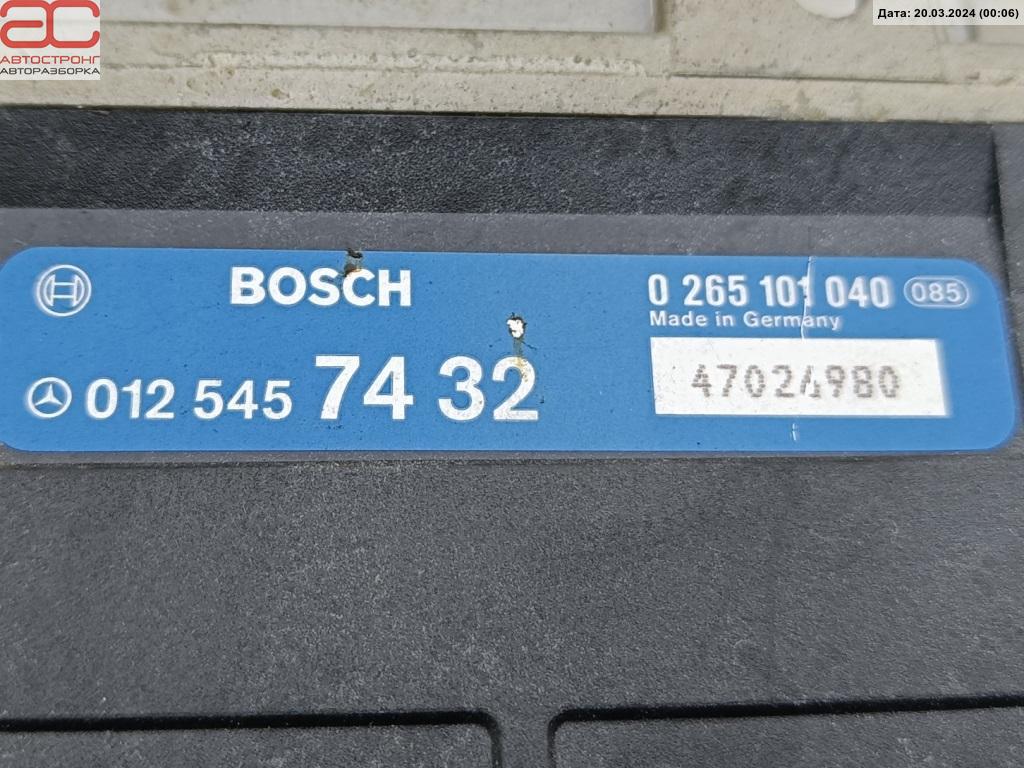 АС
АВТОСТРОНГ
АВТОРАЗБОРКА
Дата: 20.03.2024 (00:06)
BOSCH
0 265 101 040 085
Made in Germany
012 545 74 32